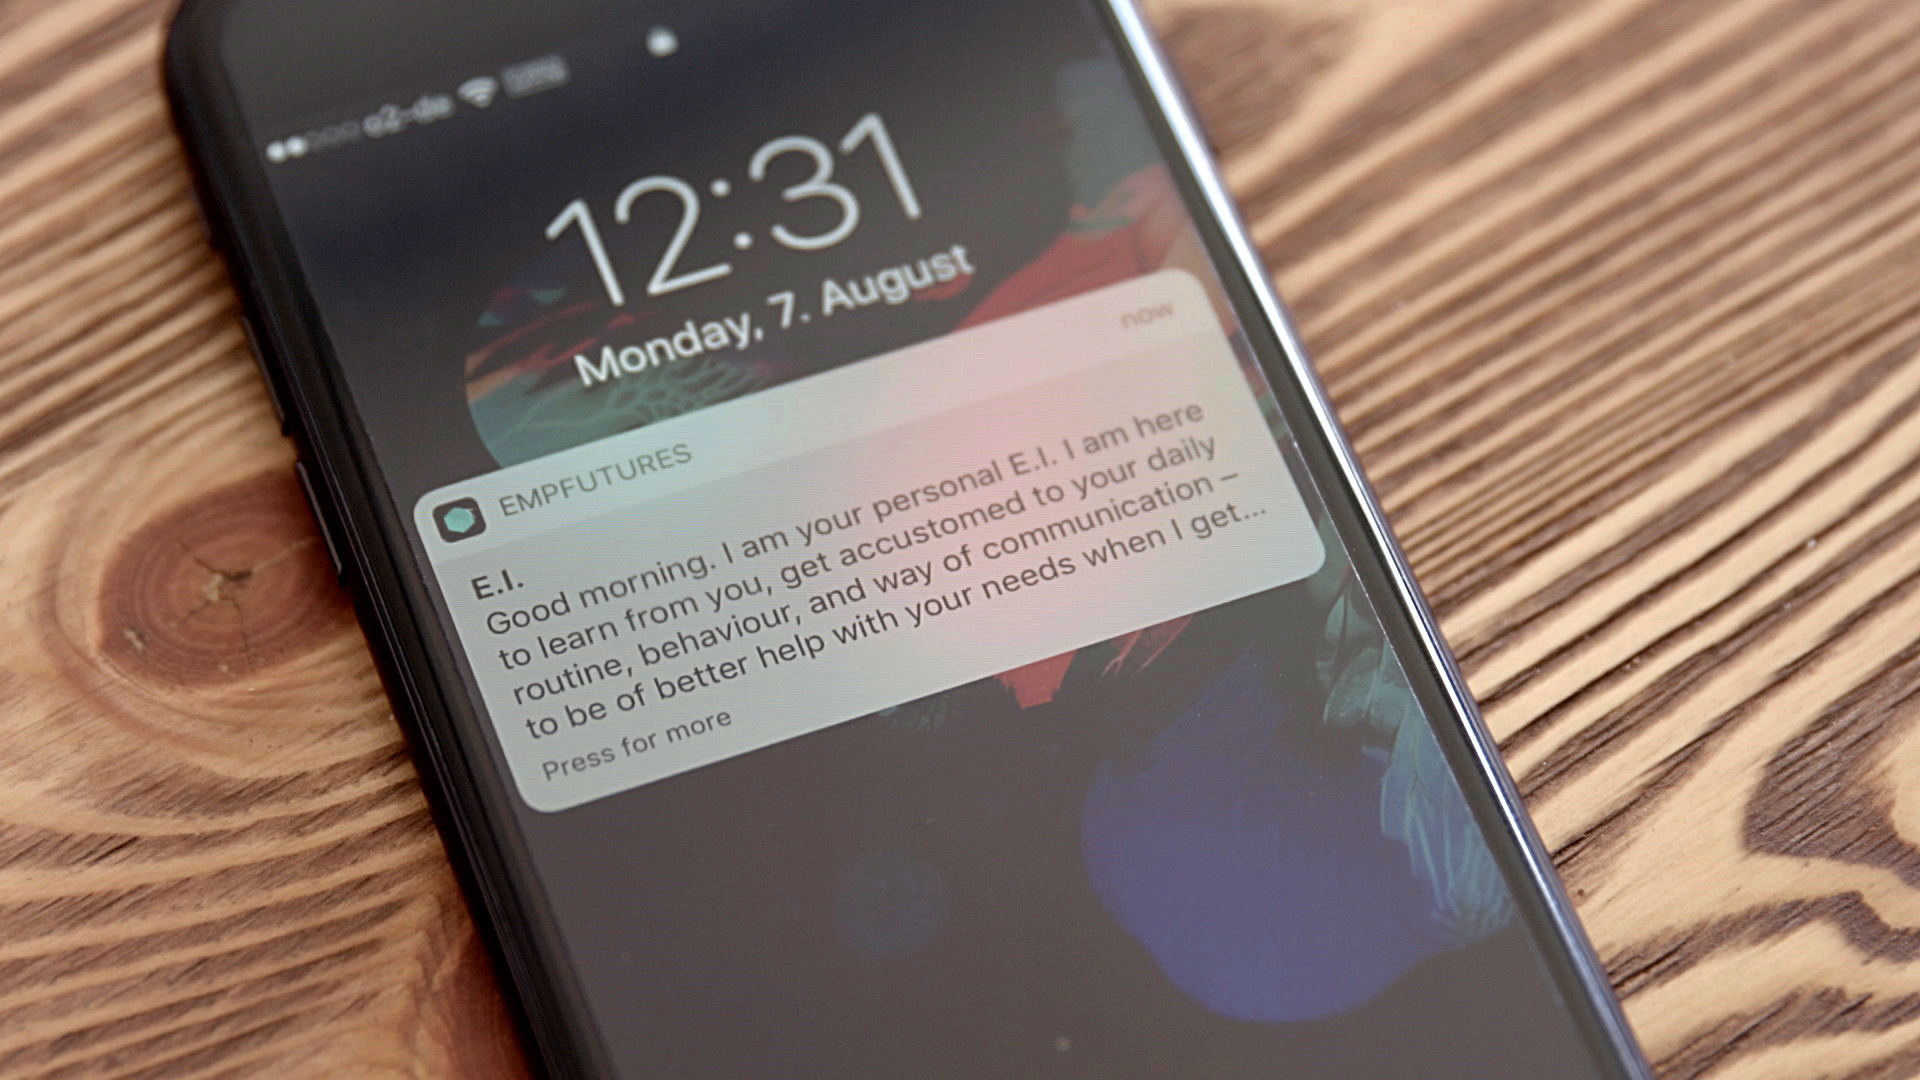 o2-de
12:31
Monday, 7. August
EMPFUTURES
now
E.I.
Good morning. I am your personal E.I. I am here
to learn from you, get accustomed to your daily
routine, behaviour, and way of communication –
to be of better help with your needs when I get...
Press for more